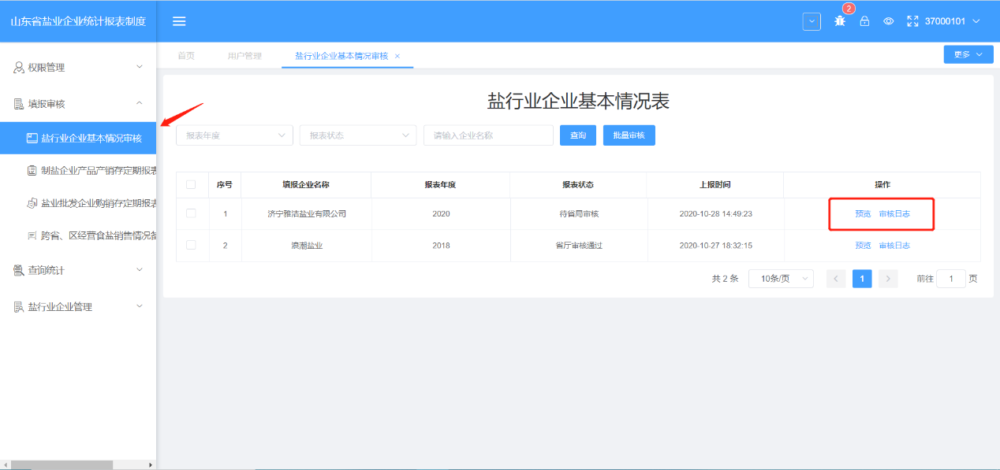 山东省盐业企业统计报表制度
2
37000101
权限管理
填报审核
盐行业企业基本情况审核
制盐企业产品产销存定期报表
盐业批发企业购销存定期报表
跨省、区经营食盐销售情况备
查询统计
盐行业企业管理
首页 用户管理 盐行业企业基本情况审核 ×
更多
盐行业企业基本情况表
报表年度 报表状态 请输入企业名称 查询 批量审核
序号 填报企业名称 报表年度 报表状态 上报时间 操作
1 济宁雅洁盐业有限公司 2020 待省局审核 2020-10-28 14:49:23 预览 审核日志
2 浪潮盐业 2018 省厅审核通过 2020-10-27 18:32:15 预览 审核日志
共 2 条 10条/页 < 1 > 前往 1 页